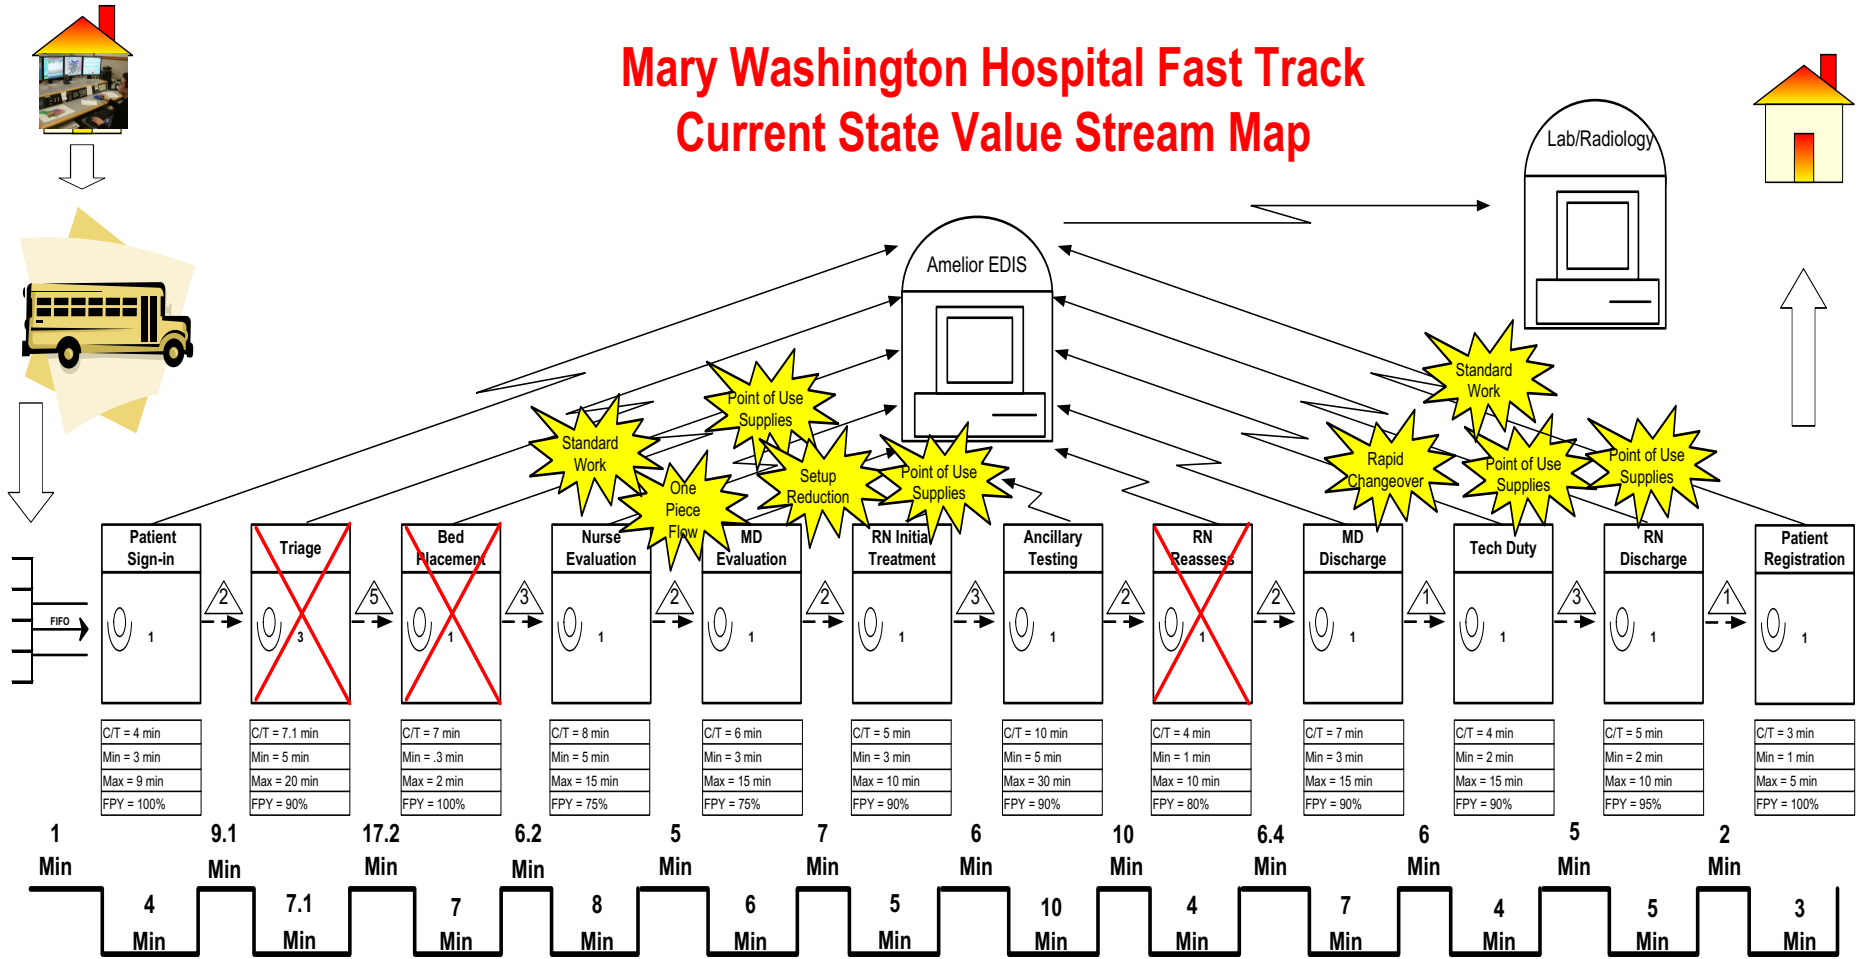 Mary Washington Hospital Fast Track
Current State Value Stream Map
Lab/Radiology
Amelior EDIS
Standard
Work
Point of Use
Supplies
Standard
Work
One
Piece
Flow
Setup
Reduction
Point of Use
Supplies
Rapid
Changeover
Point of Use
Supplies
Point of Use
Supplies
FIFO
Patient
Sign-in
1
2
Triage
3
5
Bed
Placement
1
3
Nurse
Evaluation
1
2
MD
Evaluation
1
2
RN Initial
Treatment
1
3
Ancillary
Testing
1
2
RN
Reassess
1
2
MD
Discharge
1
1
Tech Duty
1
3
RN
Discharge
1
1
Patient
Registration
1
C/T = 4 min
Min = 3 min
Max = 9 min
FPY = 100%
C/T = 7.1 min
Min = 5 min
Max = 20 min
FPY = 90%
C/T = 7 min
Min = .3 min
Max = 2 min
FPY = 100%
C/T = 8 min
Min = 5 min
Max = 15 min
FPY = 75%
C/T = 6 min
Min = 3 min
Max = 15 min
FPY = 75%
C/T = 5 min
Min = 3 min
Max = 10 min
FPY = 90%
C/T = 10 min
Min = 5 min
Max = 30 min
FPY = 90%
C/T = 4 min
Min = 1 min
Max = 10 min
FPY = 80%
C/T = 7 min
Min = 3 min
Max = 15 min
FPY = 90%
C/T = 4 min
Min = 2 min
Max = 15 min
FPY = 90%
C/T = 5 min
Min = 2 min
Max = 10 min
FPY = 95%
C/T = 3 min
Min = 1 min
Max = 5 min
FPY = 100%
1
Min
9.1
Min
17.2
Min
6.2
Min
5
Min
7
Min
6
Min
10
Min
6.4
Min
6
Min
5
Min
2
Min
4
Min
7.1
Min
7
Min
8
Min
6
Min
5
Min
10
Min
4
Min
7
Min
4
Min
5
Min
3
Min